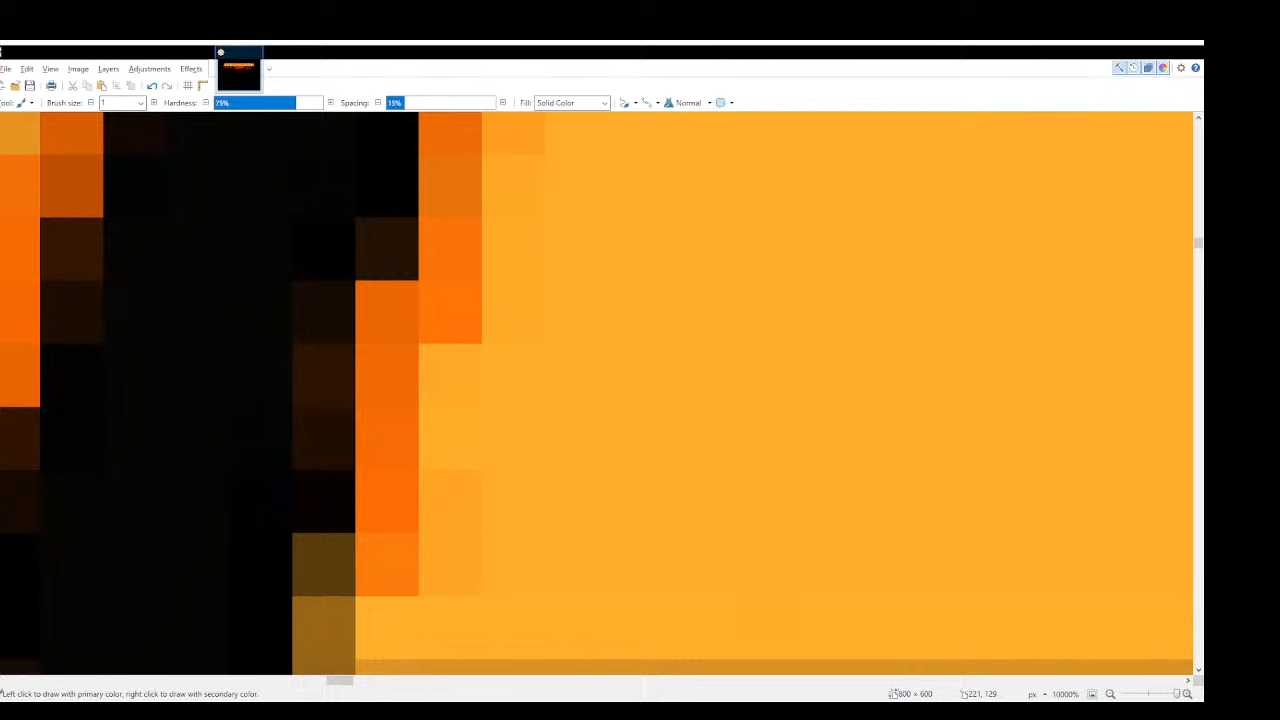 File Edit View Image Layers Adjustments Effects
Tool: Brush size: 1 Hardness: 75% Spacing: 15% Fill: Solid Color Normal
Left click to draw with primary color, right click to draw with secondary color. 800 × 600 221, 129 px 10000%